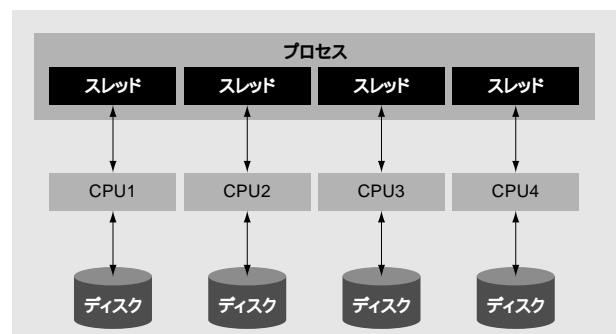 プロセス
スレッド スレッド スレッド スレッド
CPU1 CPU2 CPU3 CPU4
ディスク ディスク ディスク ディスク